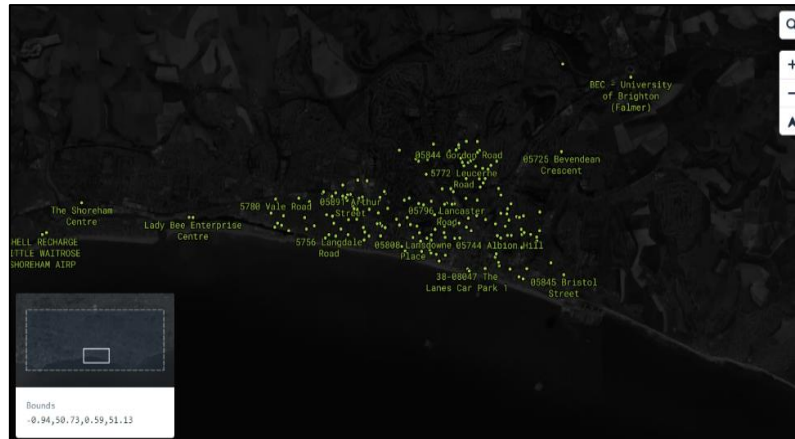 BEC - University
of Brighton
(Falmer)
05844 Gordon Road
05725 Bevendean
Crescent
5772 Leucerne
Road
The Shoreham
Centre
5780 Vale Road
05891 Arthur
Street
05796 Lancaster
Road
Lady Bee Enterprise
Centre
HELL RECHARGE
ITTLE WAITROSE
SHOREHAM AIRP
5756 Langdale
Road
05808 Lansdowne
Place
05744 Albion Hill
38-08047 The
Lanes Car Park 1
05845 Bristol
Street
Bounds
-0.94,50.73,0.59,51.13